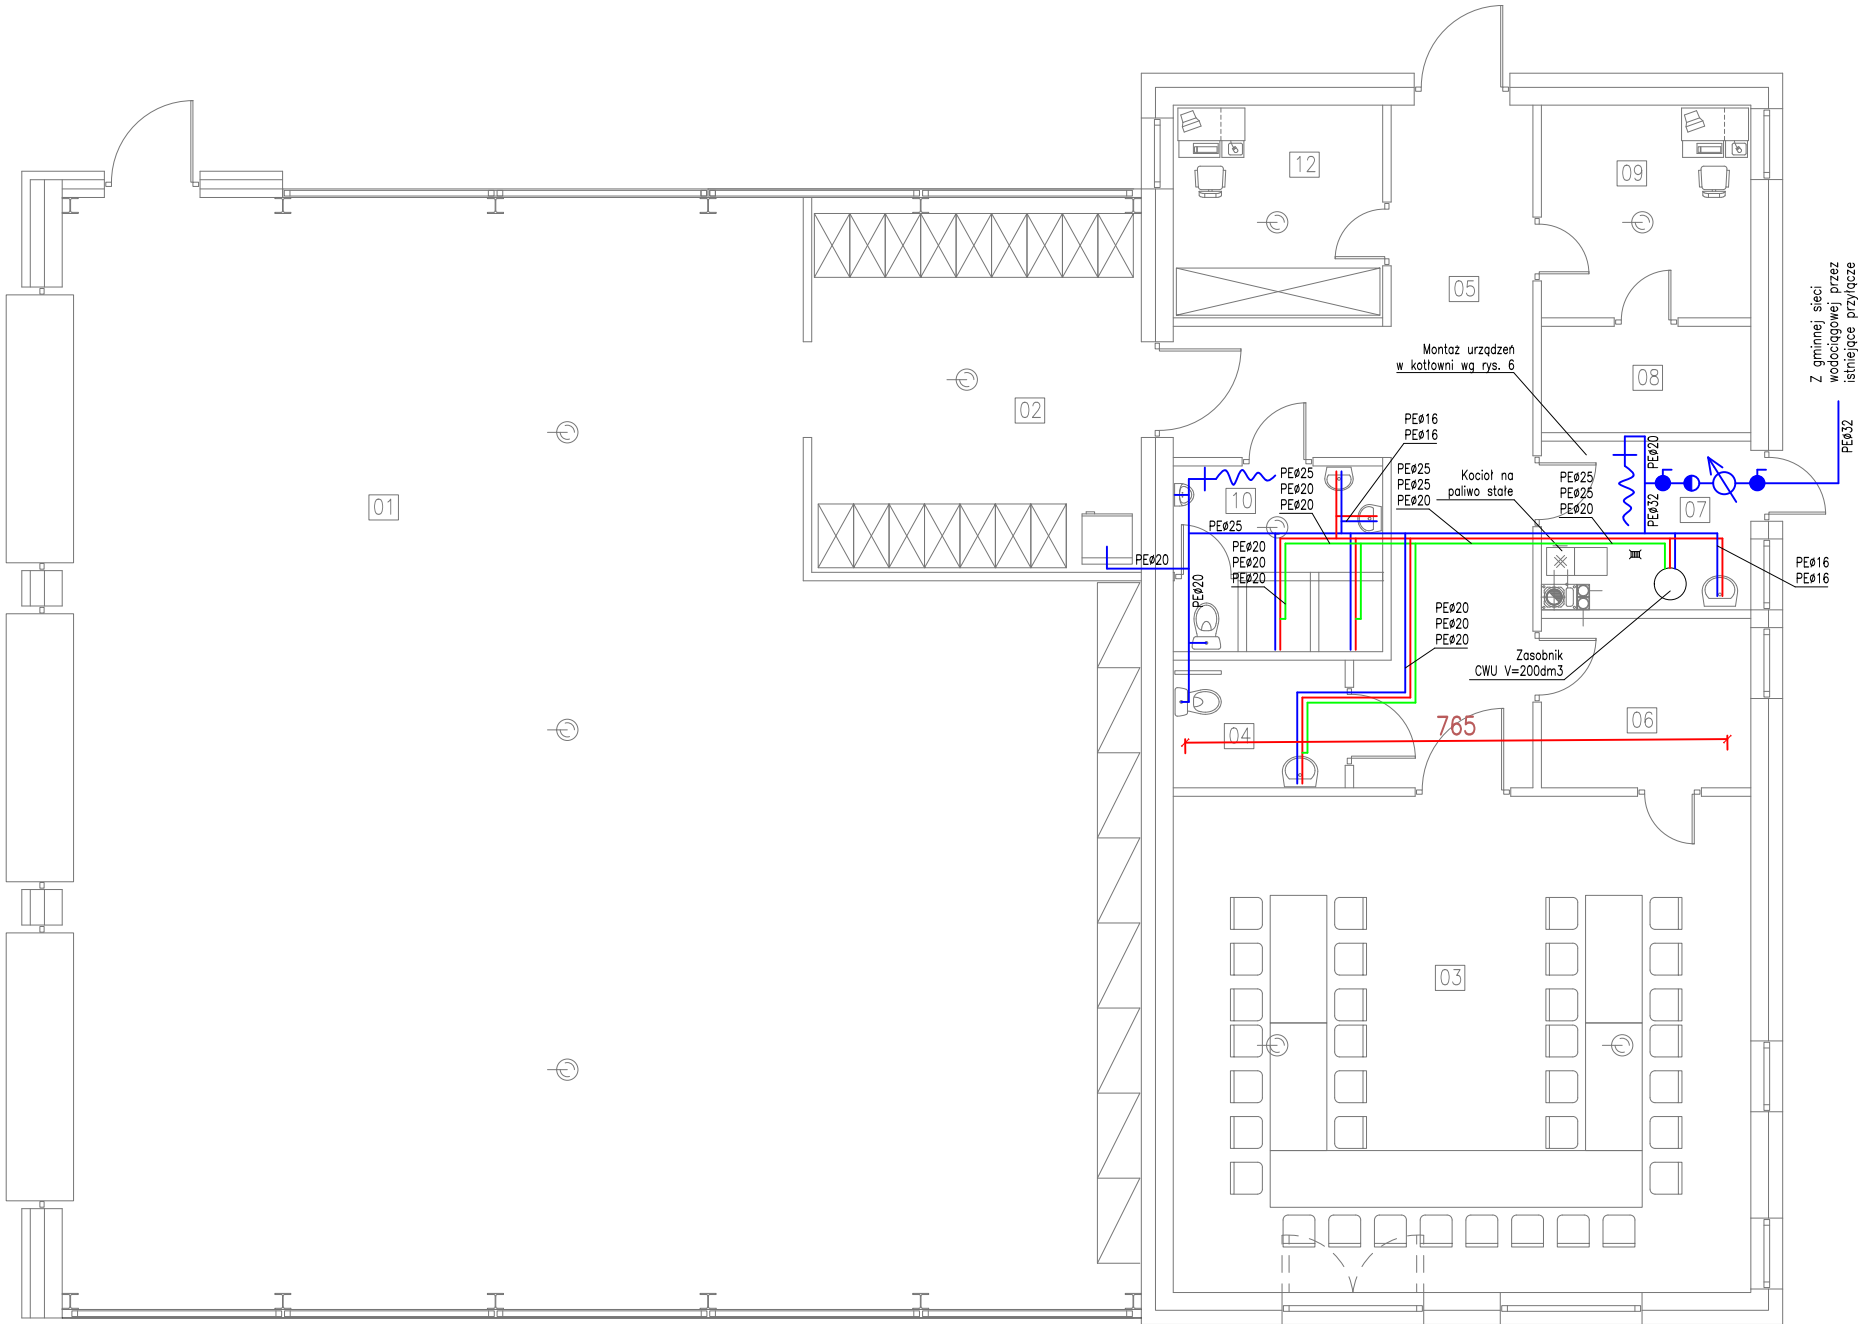 12
09
05
Z gminnej sieci
wodociągowej przez
istniejące przyłącze
PEø32
Montaż urządzeń
w kotłowni wg rys. 6
08
02
01
PEø16
PEø16
PEø25
PEø20
PEø20
PEø25
PEø25
PEø20
Kocioł na
paliwo stałe
PEø25
PEø25
PEø20
PEø20
PEø32
07
10
PEø25
PEø20
PEø20
PEø20
PEø20
PEø20
PEø16
PEø16
PEø20
PEø20
PEø20
Zasobnik
CWU V=200dm3
765
04
06
03